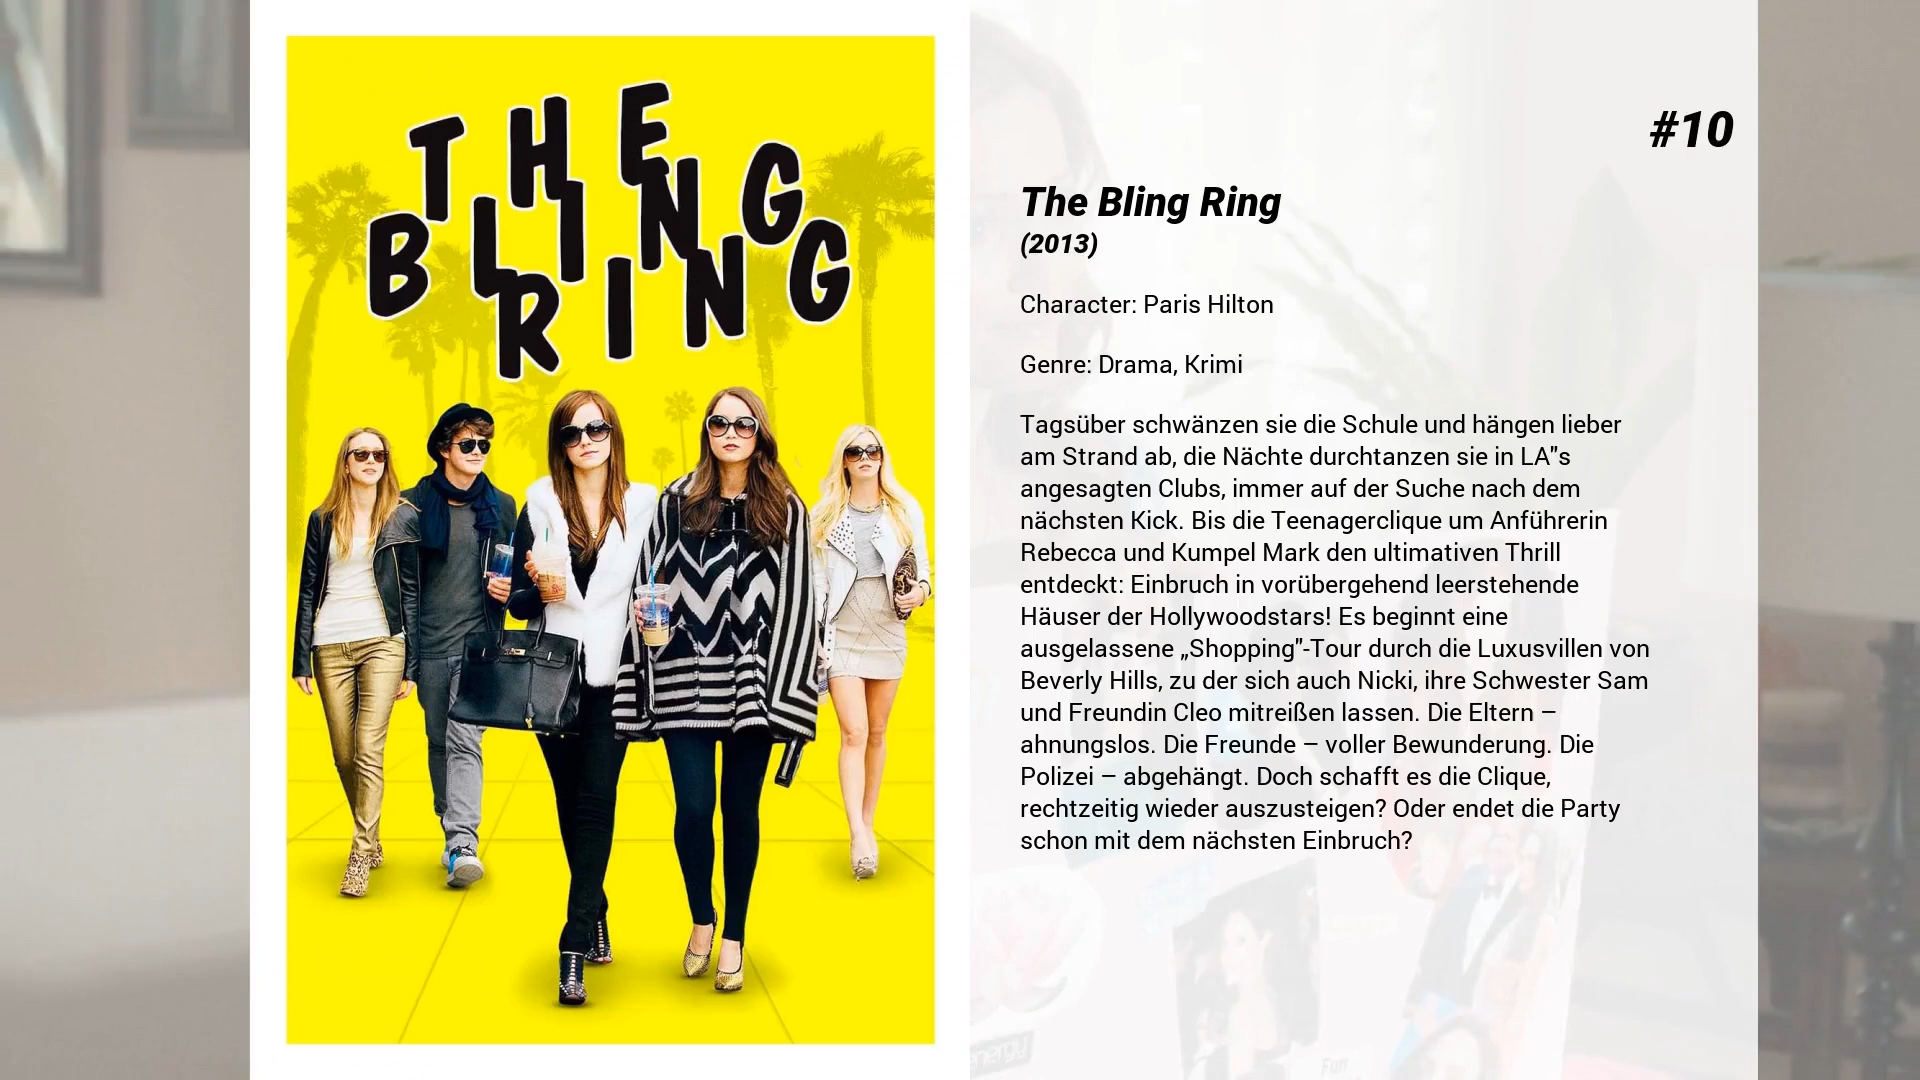 THE
BLING
RING
#10
The Bling Ring
(2013)
Character: Paris Hilton
Genre: Drama, Krimi
Tagsüber schwänzen sie die Schule und hängen lieber
am Strand ab, die Nächte durchtanzen sie in LA"s
angesagten Clubs, immer auf der Suche nach dem
nächsten Kick. Bis die Teenagerclique um Anführerin
Rebecca und Kumpel Mark den ultimativen Thrill
entdeckt: Einbruch in vorübergehend leerstehende
Häuser der Hollywoodstars! Es beginnt eine
ausgelassene „Shopping"-Tour durch die Luxusvillen von
Beverly Hills, zu der sich auch Nicki, ihre Schwester Sam
und Freundin Cleo mitreißen lassen. Die Eltern –
ahnungslos. Die Freunde – voller Bewunderung. Die
Polizei – abgehängt. Doch schafft es die Clique,
rechtzeitig wieder auszusteigen? Oder endet die Party
schon mit dem nächsten Einbruch?
energy
Fun